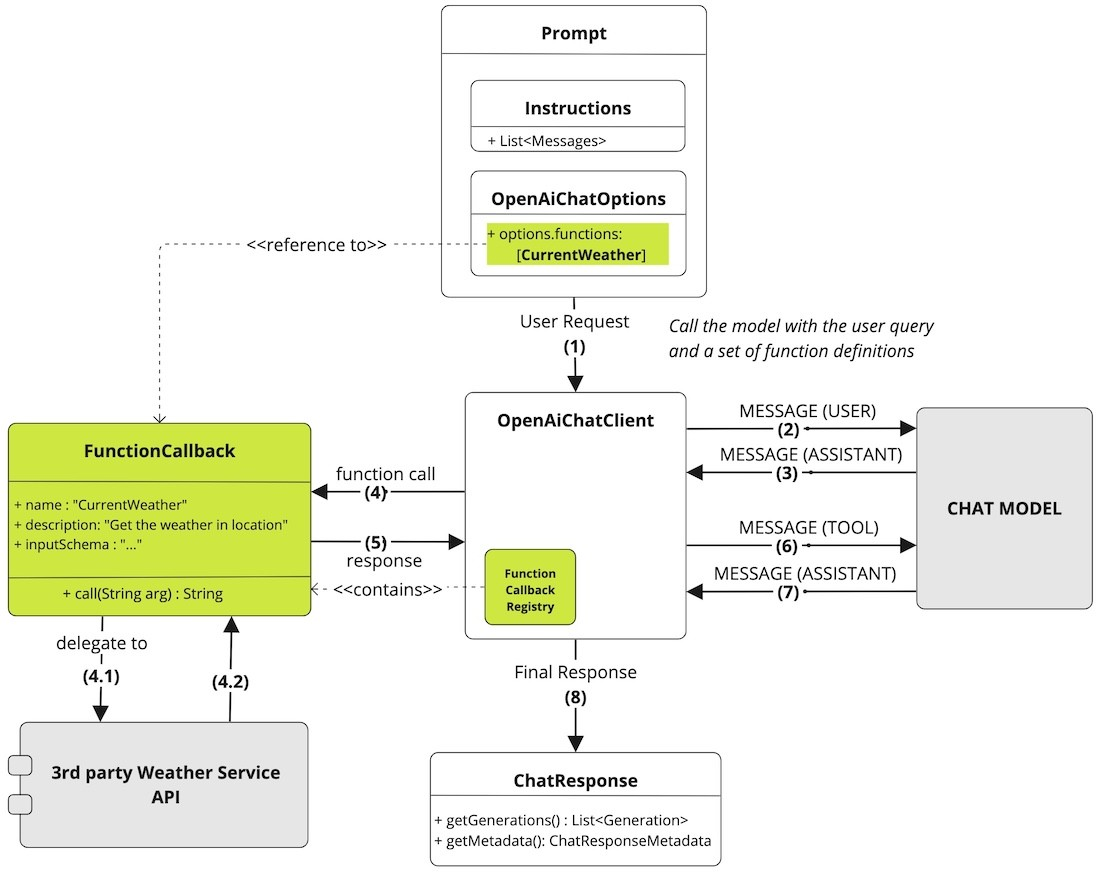 Prompt
Instructions
+ List<Messages>
OpenAiChatOptions
+ options.functions:
[CurrentWeather]
<<reference to>>
User Request
(1)
Call the model with the user query
and a set of function definitions
OpenAiChatClient
MESSAGE (USER)
(2)
MESSAGE (ASSISTANT)
(3)
CHAT MODEL
MESSAGE (TOOL)
(6)
MESSAGE (ASSISTANT)
(7)
FunctionCallback
+ name : "CurrentWeather"
+ description: "Get the weather in location"
+ inputSchema : "..."
+ call(String arg) : String
function call
(4)
(5)
response
<<contains>>
Function
Callback
Registry
delegate to
(4.1)
(4.2)
3rd party Weather Service
API
Final Response
(8)
ChatResponse
+ getGenerations() : List<Generation>
+ getMetadata(): ChatResponseMetadata